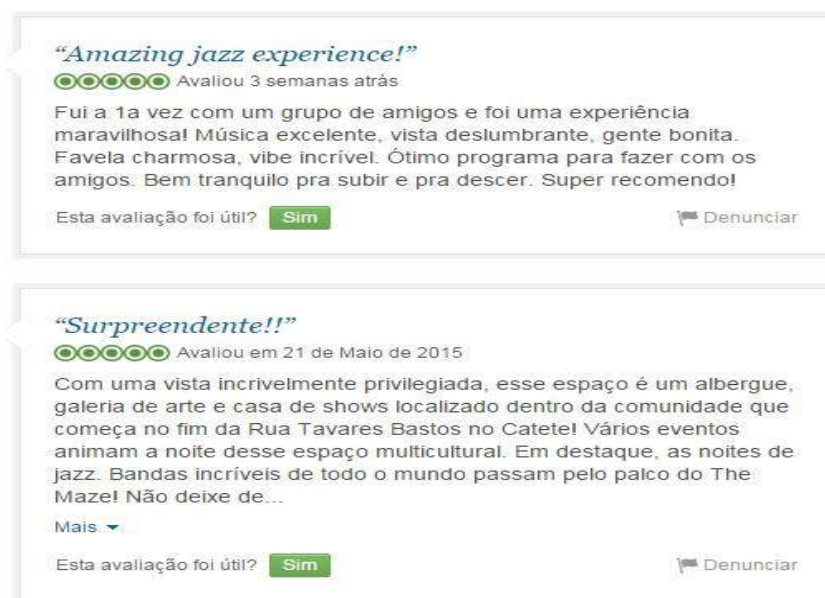 “Amazing jazz experience!”
Avaliou 3 semanas atrás
Fui a 1a vez com um grupo de amigos e foi uma experiência
maravilhosa! Música excelente, vista deslumbrante, gente bonita.
Favela charmosa, vibe incrível. Ótimo programa para fazer com os
amigos. Bem tranquilo pra subir e pra descer. Super recomendo!
Esta avaliação foi útil? Sim Denunciar
“Surpreendente!!”
Avaliou em 21 de Maio de 2015
Com uma vista incrivelmente privilegiada, esse espaço é um albergue,
galeria de arte e casa de shows localizado dentro da comunidade que
começa no fim da Rua Tavares Bastos no Catete! Vários eventos
animam a noite desse espaço multicultural. Em destaque, as noites de
jazz. Bandas incríveis de todo o mundo passam pelo palco do The
Maze! Não deixe de...
Mais
Esta avaliação foi útil? Sim Denunciar